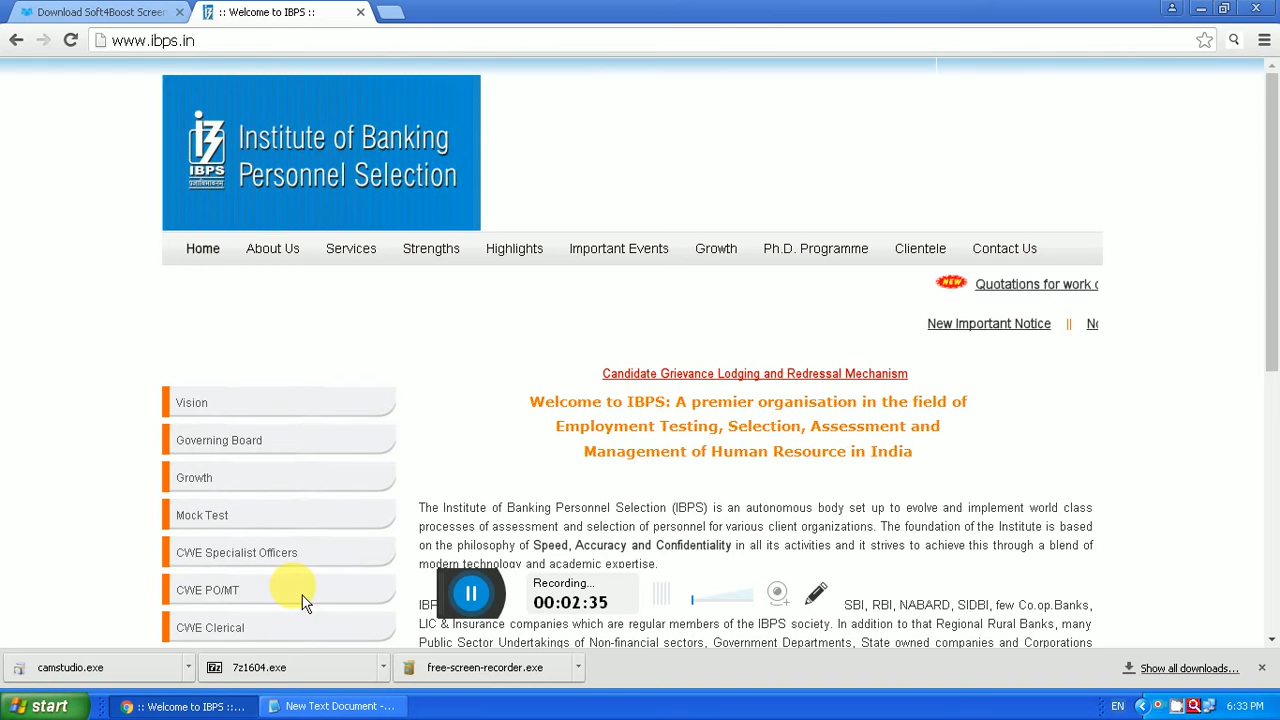 Download Soft4Boost Screen
:: Welcome to IBPS ::
www.ibps.in
IBPS
Institute of Banking
Personnel Selection
Home About Us Services Strengths Highlights Important Events Growth Ph.D. Programme Clientele Contact Us
NEW Quotations for work o
New Important Notice || No
Candidate Grievance Lodging and Redressal Mechanism
Welcome to IBPS: A premier organisation in the field of
Employment Testing, Selection, Assessment and
Management of Human Resource in India
Vision
Governing Board
Growth
Mock Test
CWE Specialist Officers
CWE PO/MT
CWE Clerical
The Institute of Banking Personnel Selection (IBPS) is an autonomous body set up to evolve and implement world class
processes of assessment and selection of personnel for various client organizations. The foundation of the Institute is based
on the philosophy of Speed, Accuracy and Confidentiality in all its activities and it strives to achieve this through a blend of
modern technology and academic expertise.
Recording...
00:02:35
IBP SBI, RBI, NABARD, SIDBI, few Co.op.Banks,
LIC & Insurance companies which are regular members of the IBPS society. In addition to that Regional Rural Banks, many
Public Sector Undertakings of Non-financial sectors, Government Departments, State owned companies and Corporations
camstudio.exe 7z1604.exe free-screen-recorder.exe Show all downloads...
start :: Welcome to IBPS ::... New Text Document -... EN 6:33 PM